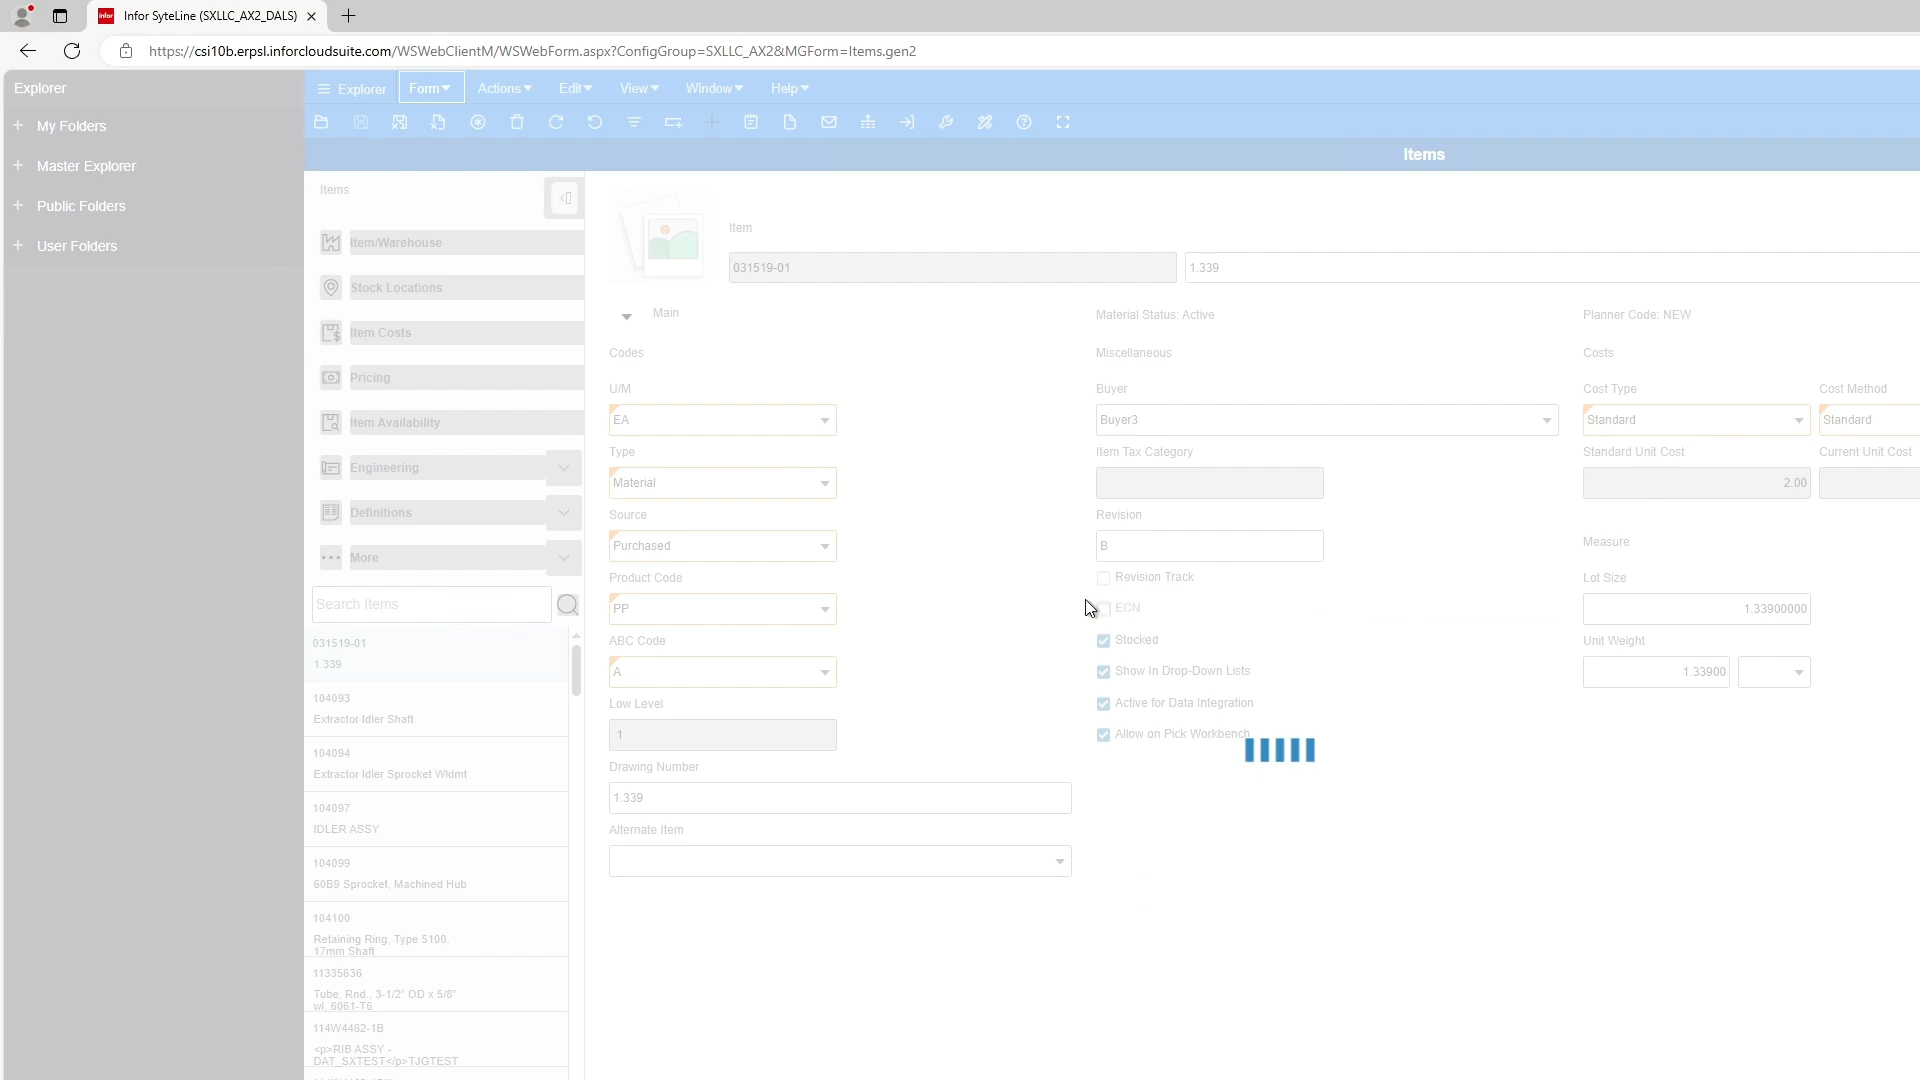 infor
Infor SyteLine (SXLLC_AX2_DALS)
https://csi10b.erpsl.inforcloudsuite.com/WSWebClientM/WSWebForm.aspx?ConfigGroup=SXLLC_AX2&MGForm=Items.gen2
Explorer
My Folders
Master Explorer
Public Folders
User Folders
Explorer Form Actions Edit View Window Help
Items
Items
Item/Warehouse
Stock Locations
Item Costs
Pricing
Item Availability
Engineering
Definitions
More
Search Items
031519-01
1.339
104093
Extractor Idler Shaft
104094
Extractor Idler Sprocket Wldmt
104097
IDLER ASSY
104099
60B9 Sprocket, Machined Hub
104100
Retaining Ring, Type 5100,
17mm Shaft
11335636
Tube, Rnd., 3-1/2" OD x 5/8"
wl, 6061-T6
114W4462-1B
<p>RIB ASSY -
DAT_SXTEST</p>TJGTEST
Item
031519-01
1.339
Main
Material Status: Active
Planner Code: NEW
Codes
U/M
EA
Type
Material
Source
Purchased
Product Code
PP
ABC Code
A
Low Level
1
Drawing Number
1.339
Alternate Item
Miscellaneous
Buyer
Buyer3
Item Tax Category
Revision
B
Revision Track
ECN
Stocked
Show In Drop-Down Lists
Active for Data Integration
Allow on Pick Workbench
Costs
Cost Type
Standard
Cost Method
Standard
Standard Unit Cost
2.00
Current Unit Cost
Measure
Lot Size
1.33900000
Unit Weight
1.33900